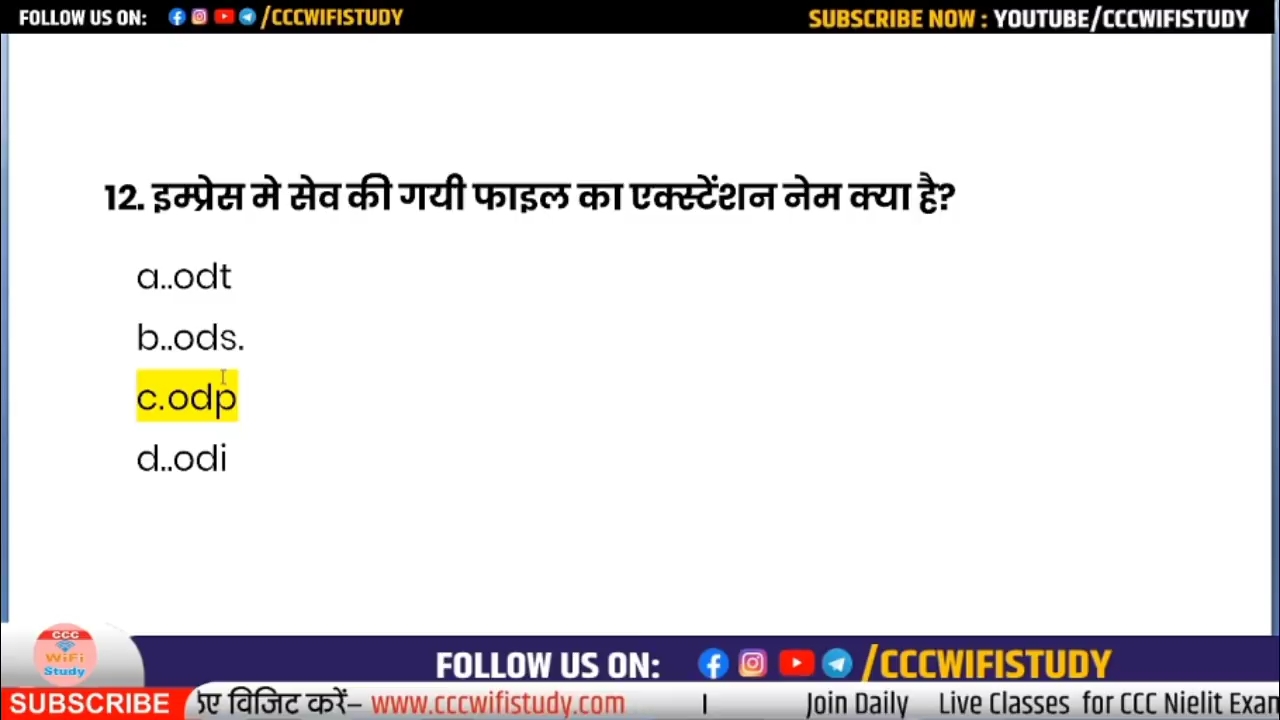 FOLLOW US ON: /CCCWIFISTUDY SUBSCRIBE NOW : YOUTUBE/CCCWIFISTUDY
12. इम्प्रेस मे सेव की गयी फाइल का एक्स्टेंशन नेम क्या है?
a..odt
b..ods.
c.odp
d..odi
CCC
WiFi
Study
FOLLOW US ON: /CCCWIFISTUDY
SUBSCRIBE विजिट करें– www.cccwifistudy.com I Join Daily Live Classes for CCC Nielit Exan